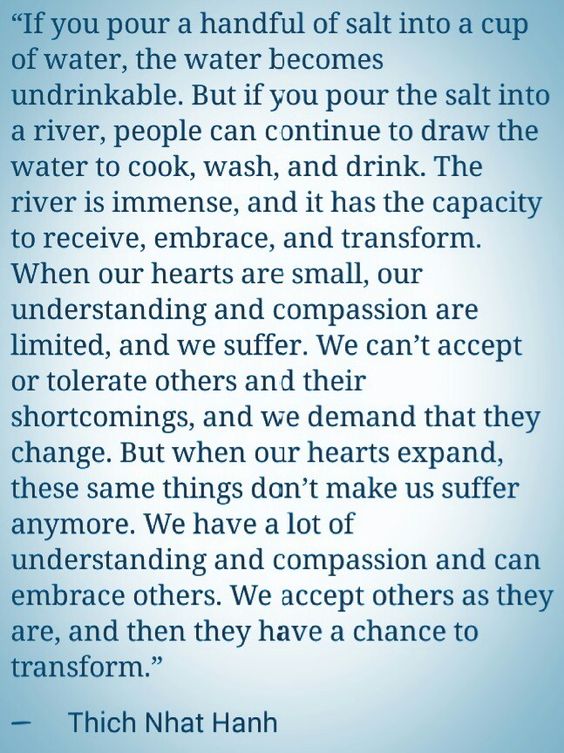 “If you pour a handful of salt into a cup
of water, the water becomes
undrinkable. But if you pour the salt into
a river, people can continue to draw the
water to cook, wash, and drink. The
river is immense, and it has the capacity
to receive, embrace, and transform.
When our hearts are small, our
understanding and compassion are
limited, and we suffer. We can’t accept
or tolerate others and their
shortcomings, and we demand that they
change. But when our hearts expand,
these same things don’t make us suffer
anymore. We have a lot of
understanding and compassion and can
embrace others. We accept others as they
are, and then they have a chance to
transform.”
— Thich Nhat Hanh